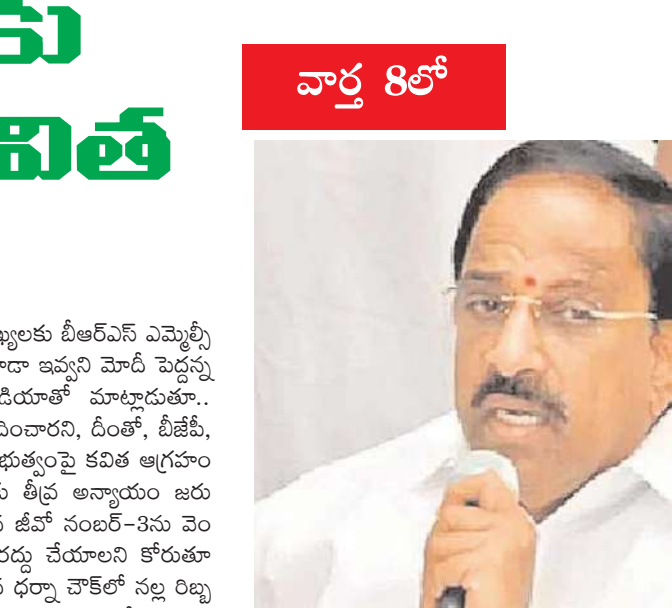 విత
వార్త 8లో
ఖ్యలకు బీఆర్ఎస్ ఎమ్మెల్సీ
డా ఇవ్వని మోదీ పెద్దన్న
డియాతో మాట్లాడుతూ..
దించారని, దీంతో, బీజేపీ,
భుత్వంపై కవిత ఆగ్రహం
తీవ్ర అన్యాయం జరు
జీవో నంబర్-3ను వెం
రద్దు చేయాలని కోరుతూ
ధర్నా చౌక్‌లో నల్ల రిబ్బ